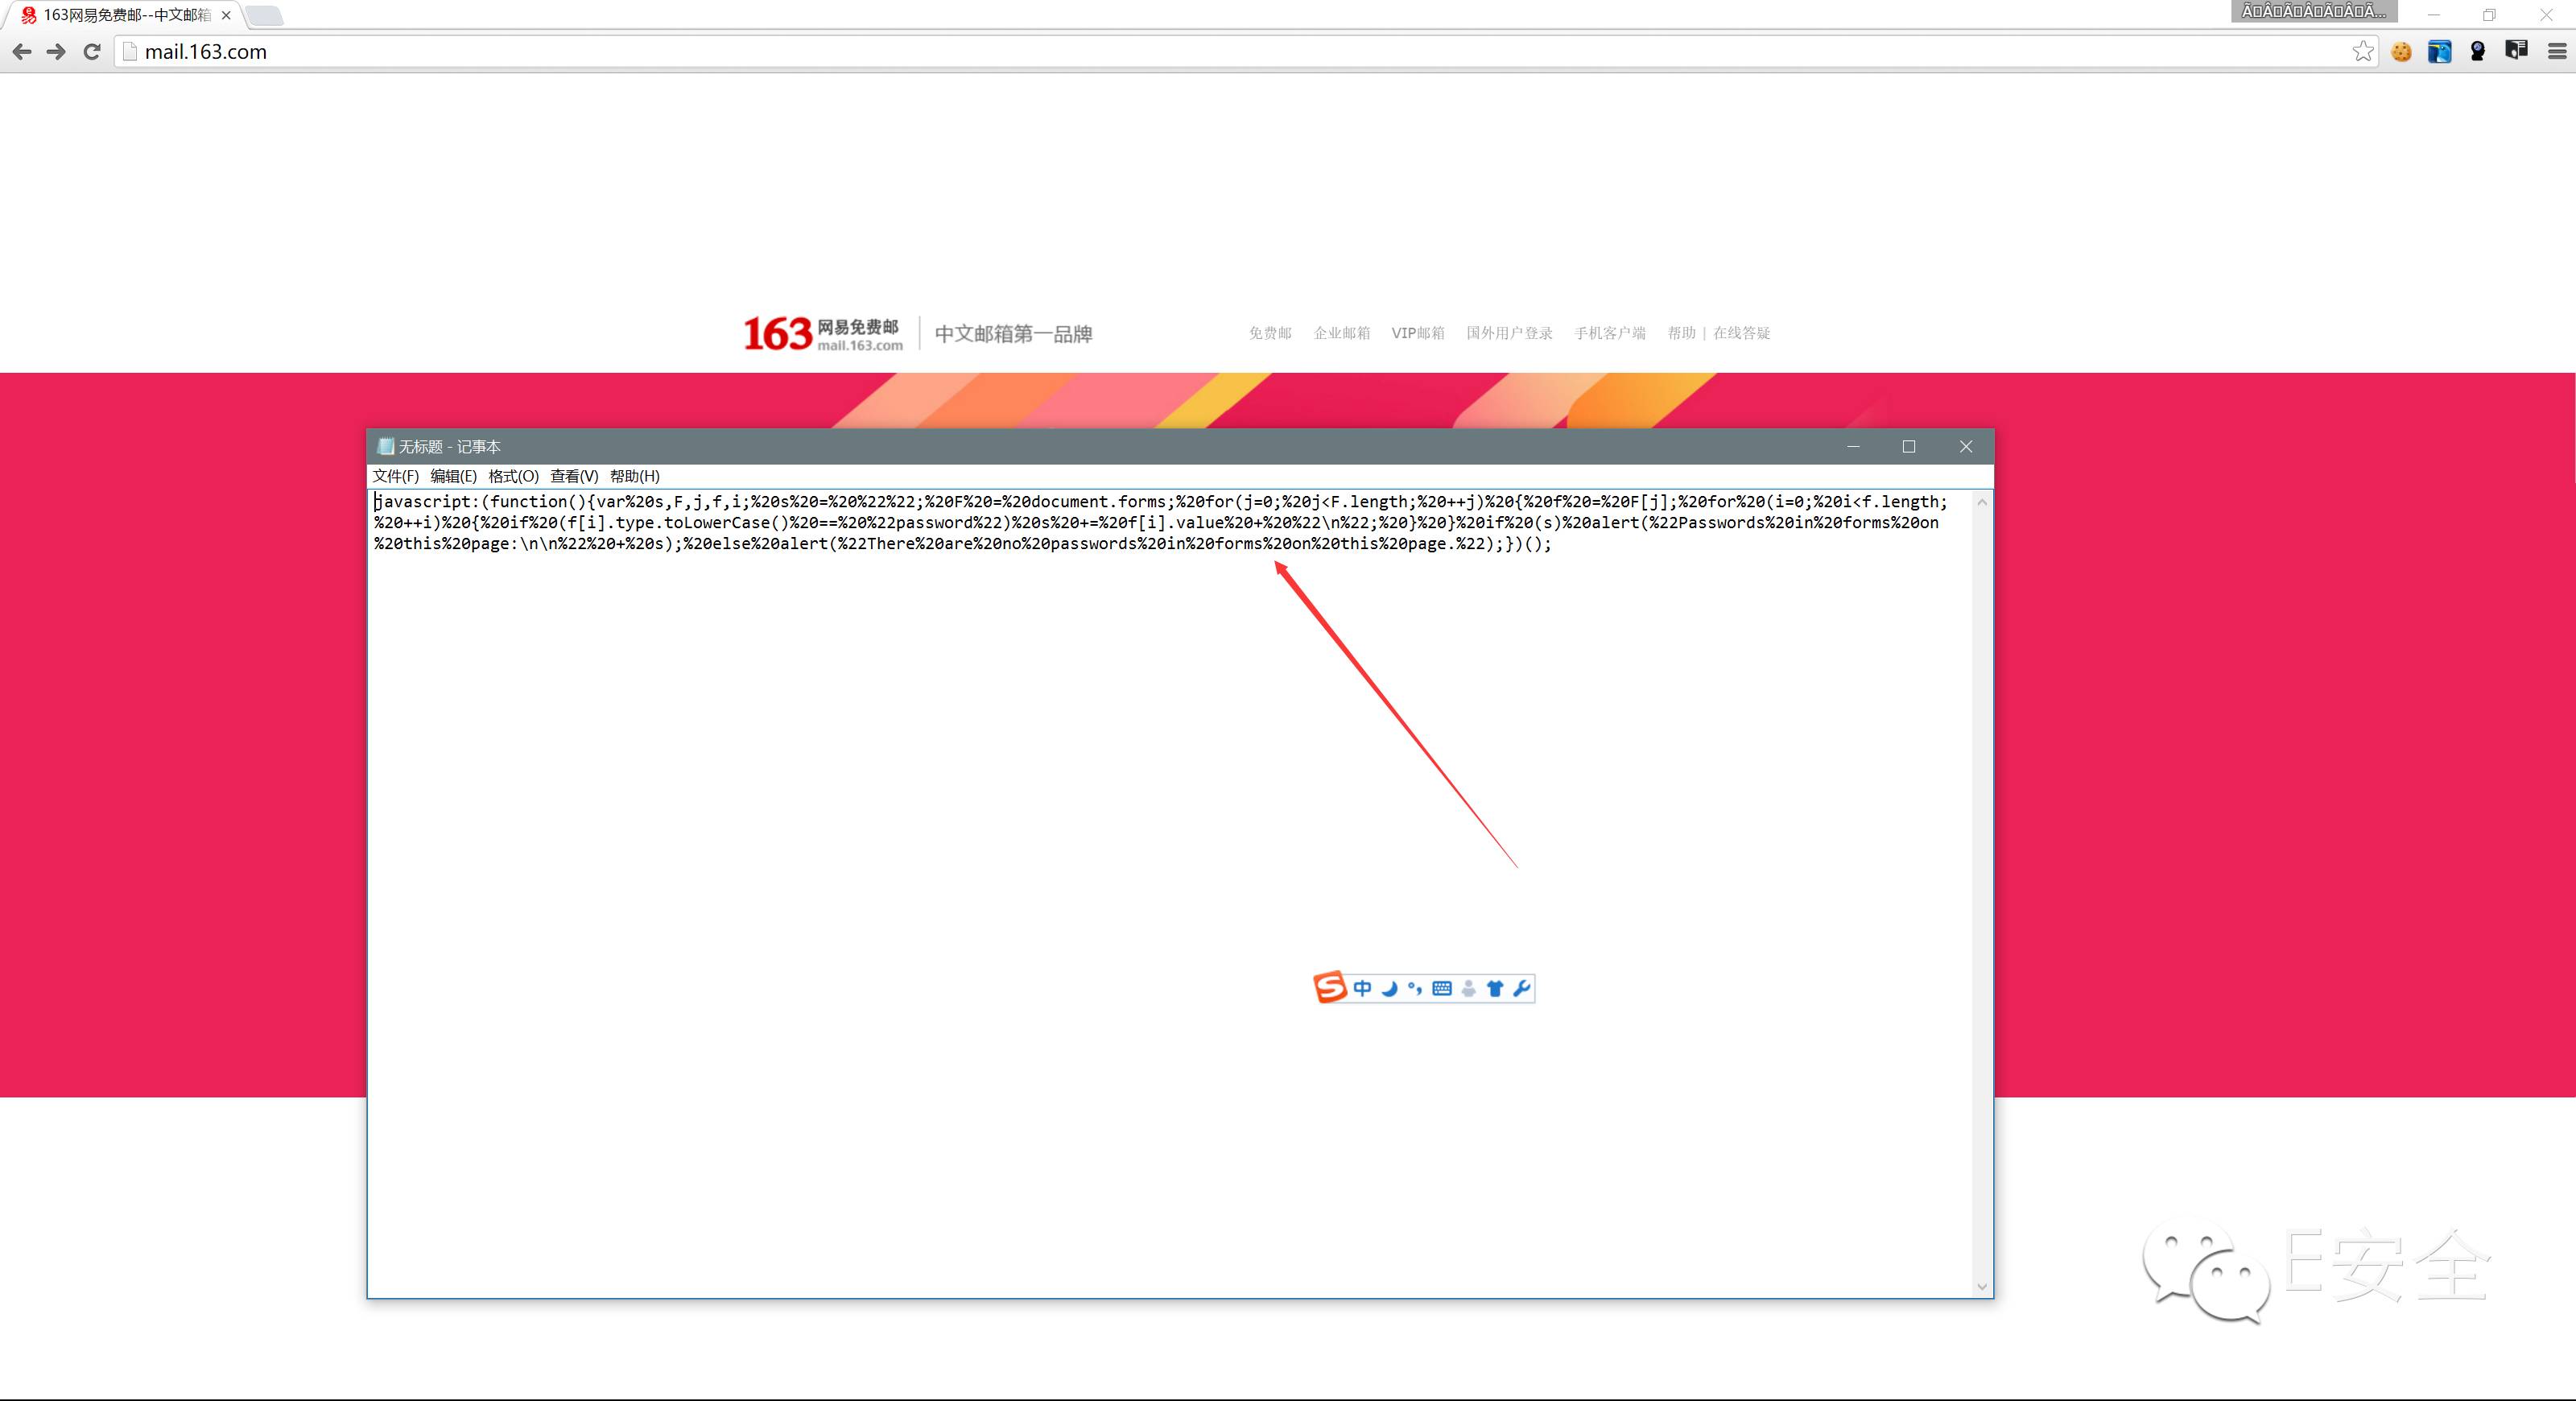 163网易免费邮--中文邮箱
mail.163.com
163 网易免费邮
mail.163.com
中文邮箱第一品牌
免费邮 企业邮箱 VIP邮箱 国外用户登录 手机客户端 帮助 | 在线答疑
无标题 - 记事本
文件(F) 编辑(E) 格式(O) 查看(V) 帮助(H)
javascript:(function(){var%20s,F,j,f,i;%20s%20=%20%22%22;%20F%20=%20document.forms;%20for(j=0;%20j<F.length;%20++j)%20{%20f%20=%20F[j];%20for%20(i=0;%20i<f.length;
%20++i)%20{%20if%20(f[i].type.toLowerCase()%20==%20%22password%22)%20s%20+=%20f[i].value%20+%20%22\n%22;%20}%20}%20if%20(s)%20alert(%22Passwords%20in%20forms%20on
%20this%20page:\n\n%22%20+%20s);%20else%20alert(%22There%20are%20no%20passwords%20in%20forms%20on%20this%20page.%22);})();
S 中
E安全